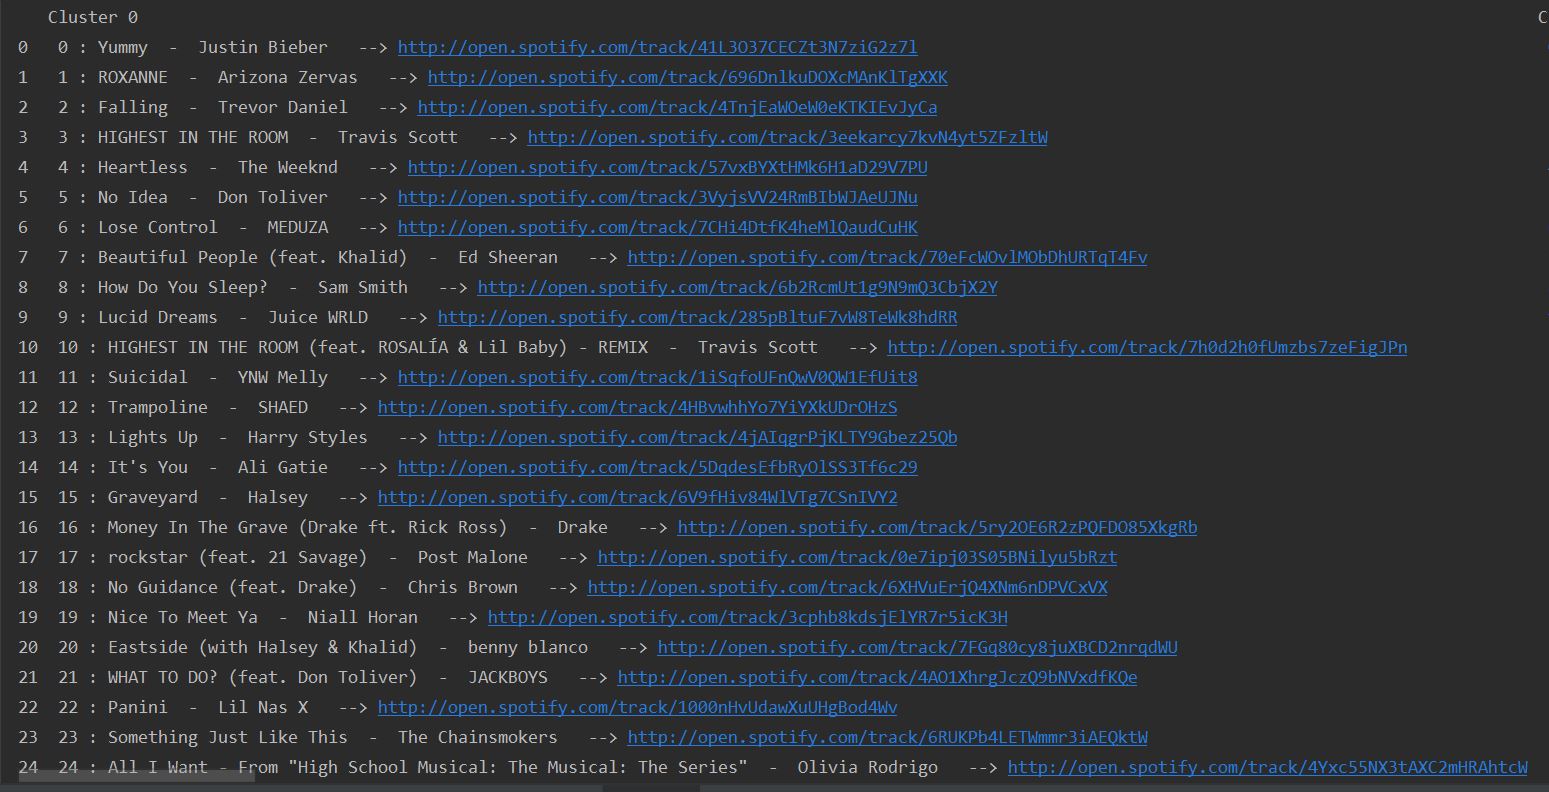 Cluster 0 C
0 0 : Yummy - Justin Bieber --> http://open.spotify.com/track/41L3O37CECZt3N7ziG2z7l
1 1 : ROXANNE - Arizona Zervas --> http://open.spotify.com/track/696DnlkuDOXcMAnKlTgXXK
2 2 : Falling - Trevor Daniel --> http://open.spotify.com/track/4TnjEaWOeW0eKTKIEvJyCa
3 3 : HIGHEST IN THE ROOM - Travis Scott --> http://open.spotify.com/track/3eekarcy7kvN4yt5ZFzltW
4 4 : Heartless - The Weeknd --> http://open.spotify.com/track/57vxBYXtHMk6H1aD29V7PU
5 5 : No Idea - Don Toliver --> http://open.spotify.com/track/3VyjsVV24RmBIbWJAeUJNu
6 6 : Lose Control - MEDUZA --> http://open.spotify.com/track/7CHi4DtfK4heMlQaudCuHK
7 7 : Beautiful People (feat. Khalid) - Ed Sheeran --> http://open.spotify.com/track/70eFcWOvlMObDhURTqT4Fv
8 8 : How Do You Sleep? - Sam Smith --> http://open.spotify.com/track/6b2RcmUt1g9N9mQ3CbjX2Y
9 9 : Lucid Dreams - Juice WRLD --> http://open.spotify.com/track/285pBltuF7vW8TeWk8hdRR
10 10 : HIGHEST IN THE ROOM (feat. ROSALÍA & Lil Baby) - REMIX - Travis Scott --> http://open.spotify.com/track/7h0d2h0fUmzbs7zeFigJPn
11 11 : Suicidal - YNW Melly --> http://open.spotify.com/track/1iSqfoUFnQwV0QW1EfUit8
12 12 : Trampoline - SHAED --> http://open.spotify.com/track/4HBvwhhYo7YiYXkUDrOHzS
13 13 : Lights Up - Harry Styles --> http://open.spotify.com/track/4jAIqgrPjKLTY9Gbez25Qb
14 14 : It's You - Ali Gatie --> http://open.spotify.com/track/5DqdesEfbRyOlSS3Tf6c29
15 15 : Graveyard - Halsey --> http://open.spotify.com/track/6V9fHiv84WlVTg7CSnIVY2
16 16 : Money In The Grave (Drake ft. Rick Ross) - Drake --> http://open.spotify.com/track/5ry2OE6R2zPQFDO85XkgRb
17 17 : rockstar (feat. 21 Savage) - Post Malone --> http://open.spotify.com/track/0e7ipj03S05BNilyu5bRzt
18 18 : No Guidance (feat. Drake) - Chris Brown --> http://open.spotify.com/track/6XHVuErjQ4XNm6nDPVCxVX
19 19 : Nice To Meet Ya - Niall Horan --> http://open.spotify.com/track/3cphb8kdsjElYR7r5icK3H
20 20 : Eastside (with Halsey & Khalid) - benny blanco --> http://open.spotify.com/track/7FGq80cy8juXBCD2nrqdWU
21 21 : WHAT TO DO? (feat. Don Toliver) - JACKBOYS --> http://open.spotify.com/track/4AO1XhrgJczQ9bNVxdfKQe
22 22 : Panini - Lil Nas X --> http://open.spotify.com/track/1000nHvUdawXuUHgBod4Wv
23 23 : Something Just Like This - The Chainsmokers --> http://open.spotify.com/track/6RUKPb4LETWmmr3iAEQktW
24 24 : All I Want - From "High School Musical: The Musical: The Series" - Olivia Rodrigo --> http://open.spotify.com/track/4Yxc55NX3tAXC2mHRAhtcW